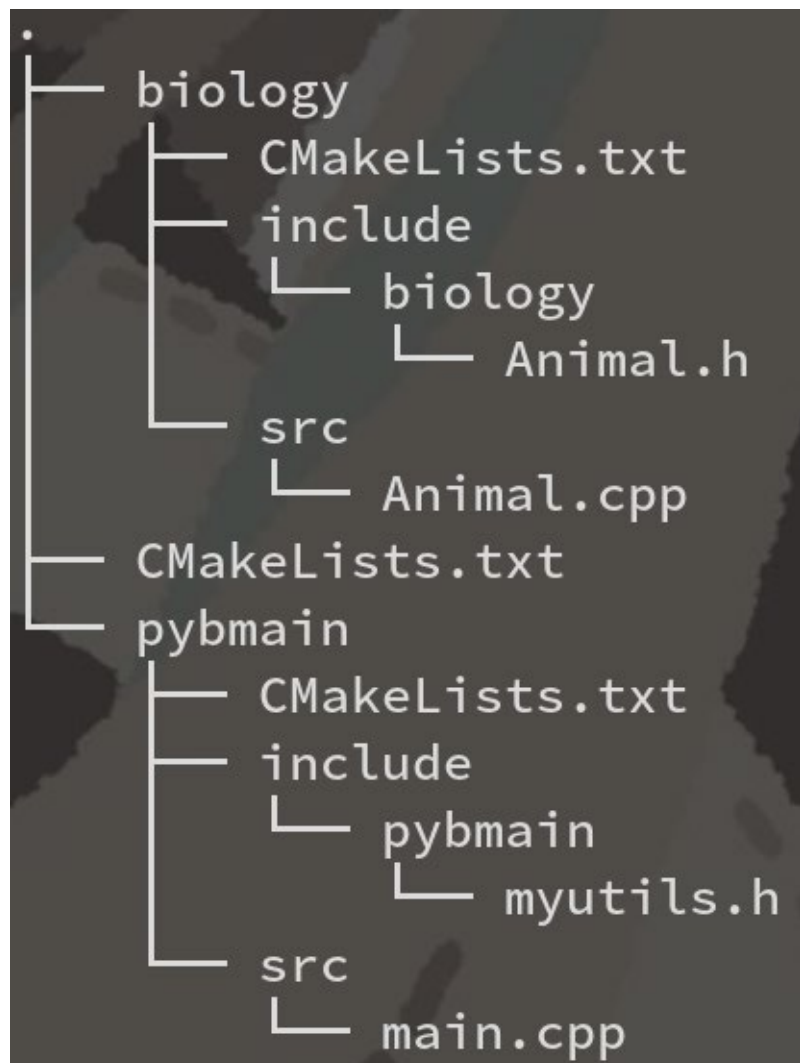 .
biology
CMakeLists.txt
include
biology
Animal.h
src
Animal.cpp
CMakeLists.txt
pybmain
CMakeLists.txt
include
pybmain
myutils.h
src
main.cpp